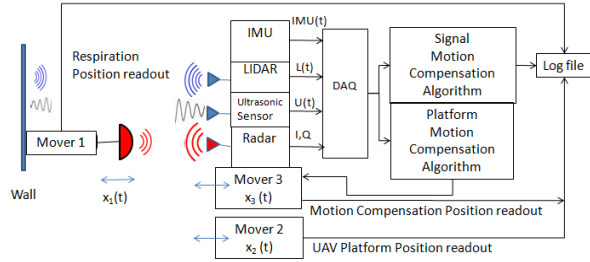 Respiration
Position readout
Mover 1
Wall
x1(t)
IMU
LIDAR
Ultrasonic
Sensor
Radar
IMU(t)
L(t)
U(t)
I,Q
DAQ
Signal
Motion
Compensation
Algorithm
Platform
Motion
Compensation
Algorithm
Log file
Mover 3
x3 (t)
Motion Compensation Position readout
Mover 2
x2 (t)
UAV Platform Position readout